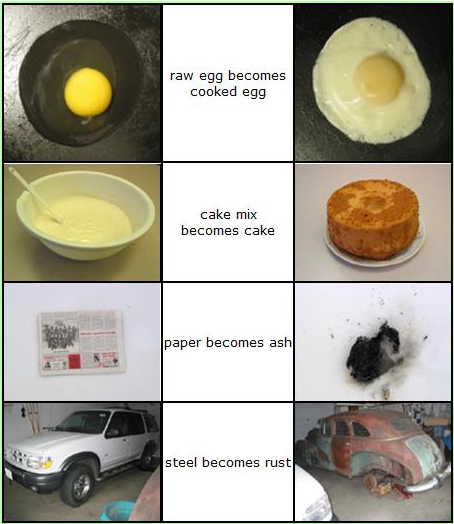 raw egg becomes
cooked egg
cake mix
becomes cake
paper becomes ash
steel becomes rust